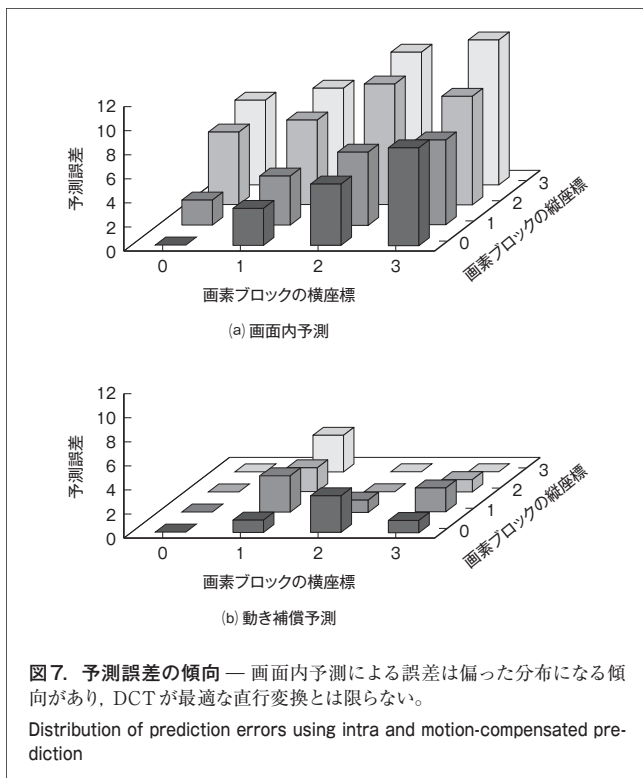 12
10
8
6
4
2
0
予測誤差
0
1
2
3
画素ブロックの横座標
0
1
2
3
画素ブロックの縦座標
(a) 画面内予測
12
10
8
6
4
2
0
予測誤差
0
1
2
3
画素ブロックの横座標
0
1
2
3
画素ブロックの縦座標
(b) 動き補償予測
図7. 予測誤差の傾向 — 画面内予測による誤差は偏った分布になる傾
向があり，DCTが最適な直行変換とは限らない。
Distribution of prediction errors using intra and motion-compensated pre-
diction